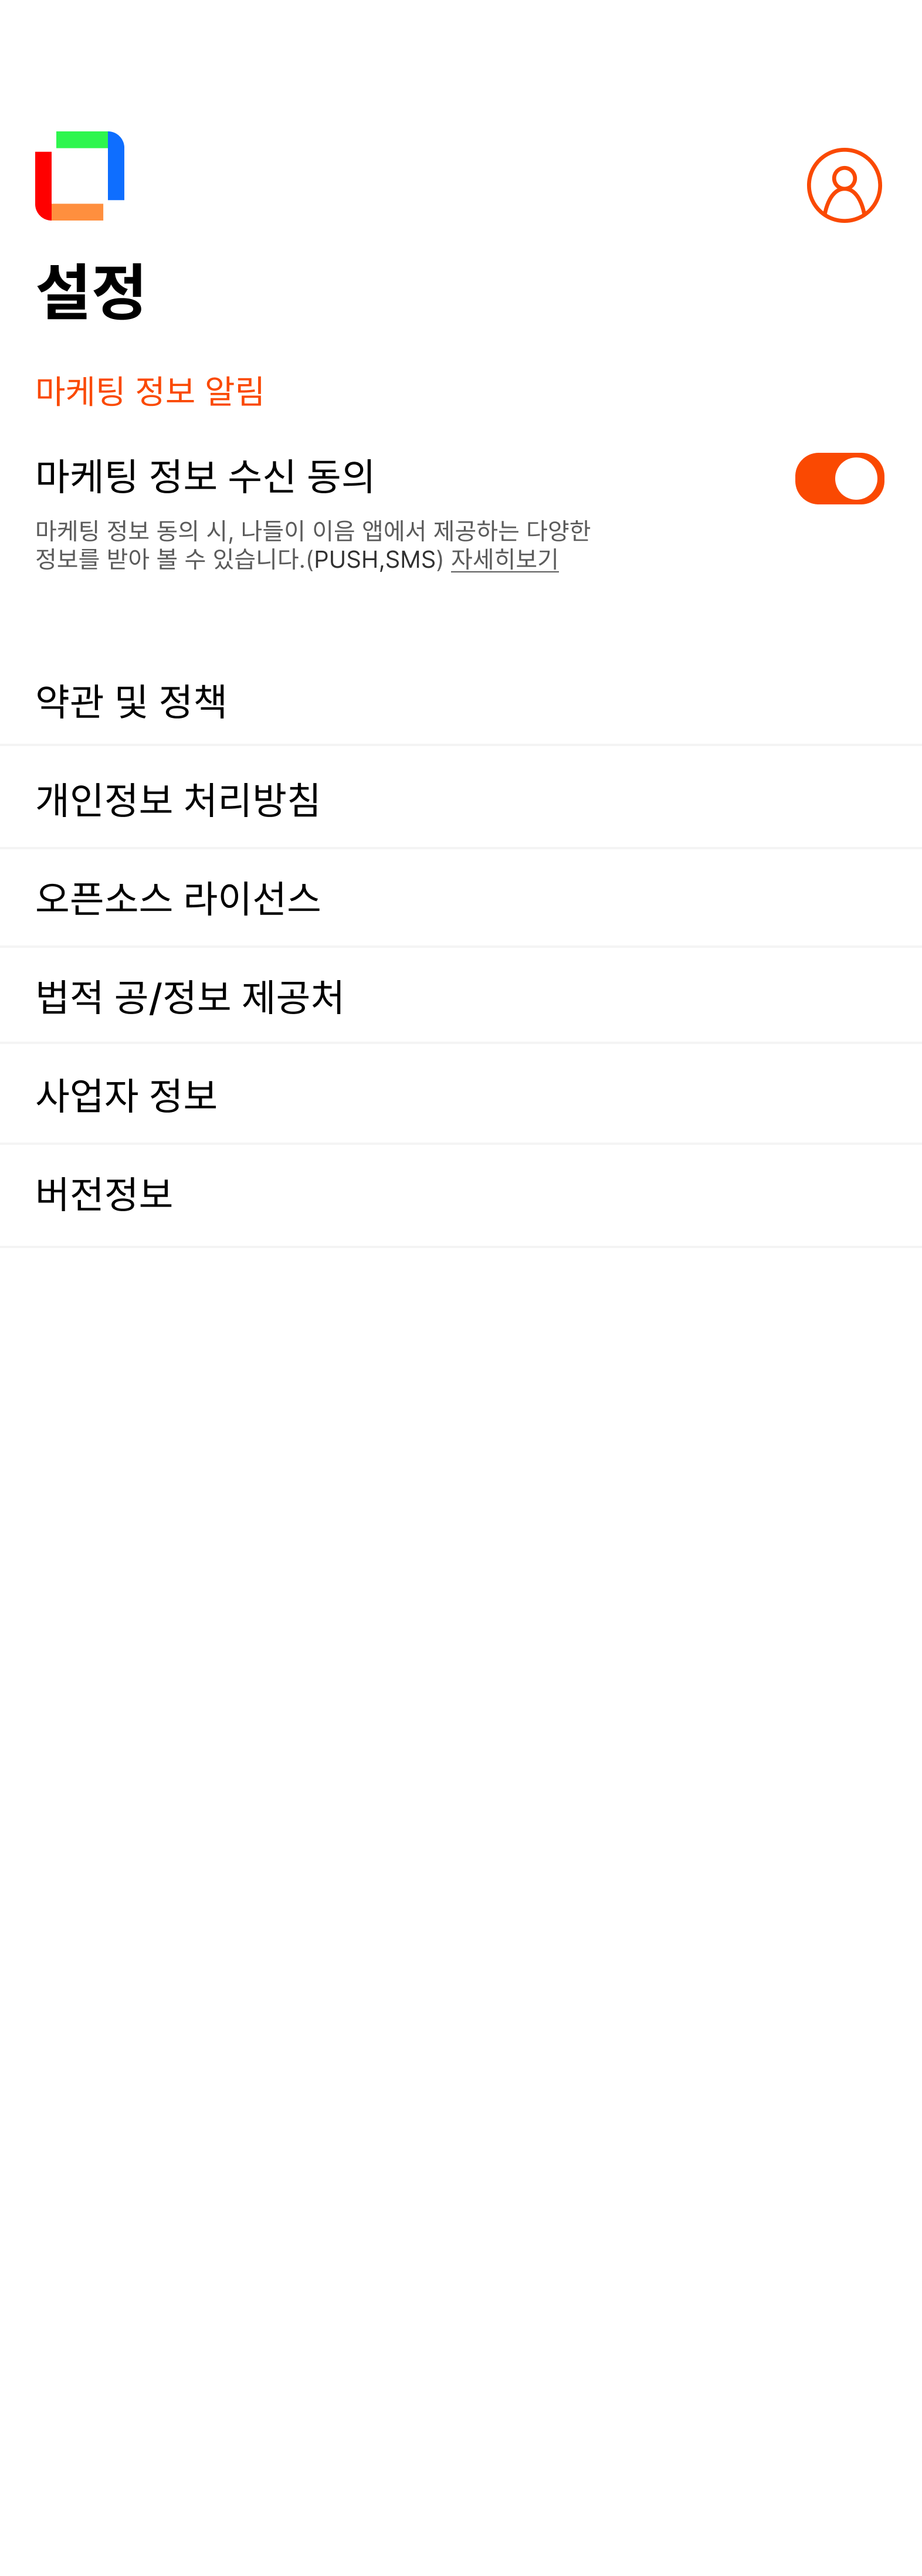 설정
마케팅 정보 알림
마케팅 정보 수신 동의
마케팅 정보 동의 시, 나들이 이음 앱에서 제공하는 다양한
정보를 받아 볼 수 있습니다.(PUSH,SMS) 자세히보기
약관 및 정책
개인정보 처리방침
오픈소스 라이선스
법적 공/정보 제공처
사업자 정보
버전정보